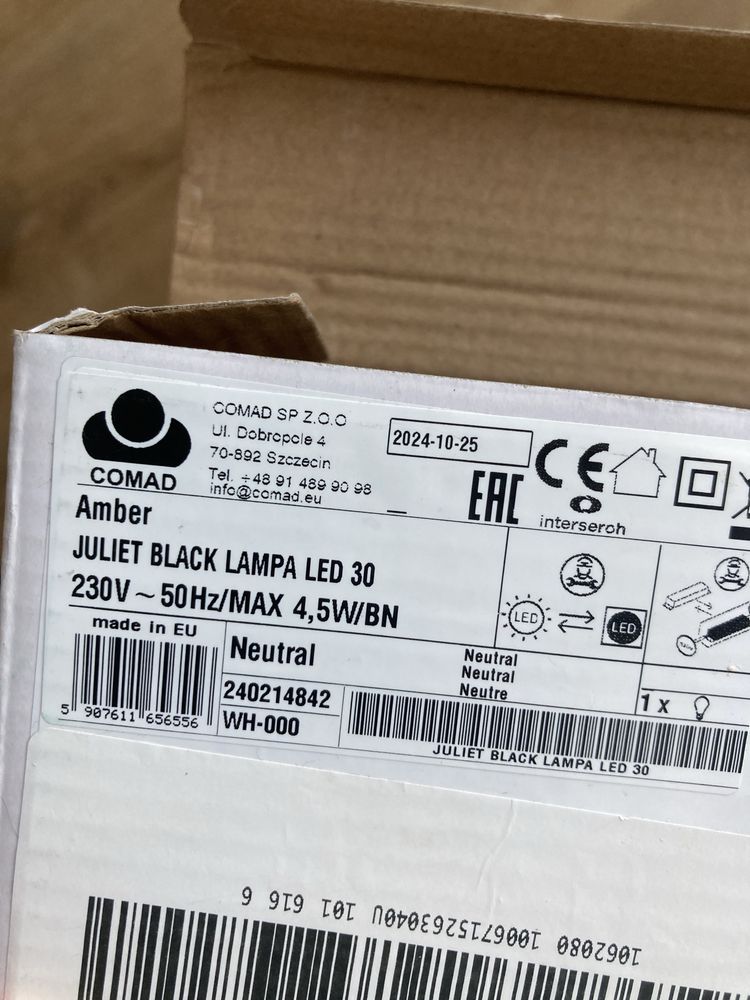 COMAD
COMAD SP Z.O.O
Ul. Dobropole 4
70-892 Szczecin
Tel. +48 91 489 90 98
info@comad.eu
2024-10-25
EAC
CE
interseroh
Amber
JULIET BLACK LAMPA LED 30
230V ~ 50Hz/MAX 4,5W/BN
LED
LED
made in EU
5 907611 656556
Neutral
Neutral
Neutral
Neutre
240214842
WH-000
1 x
JULIET BLACK LAMPA LED 30
1062080 1006715263040U 101 616 6